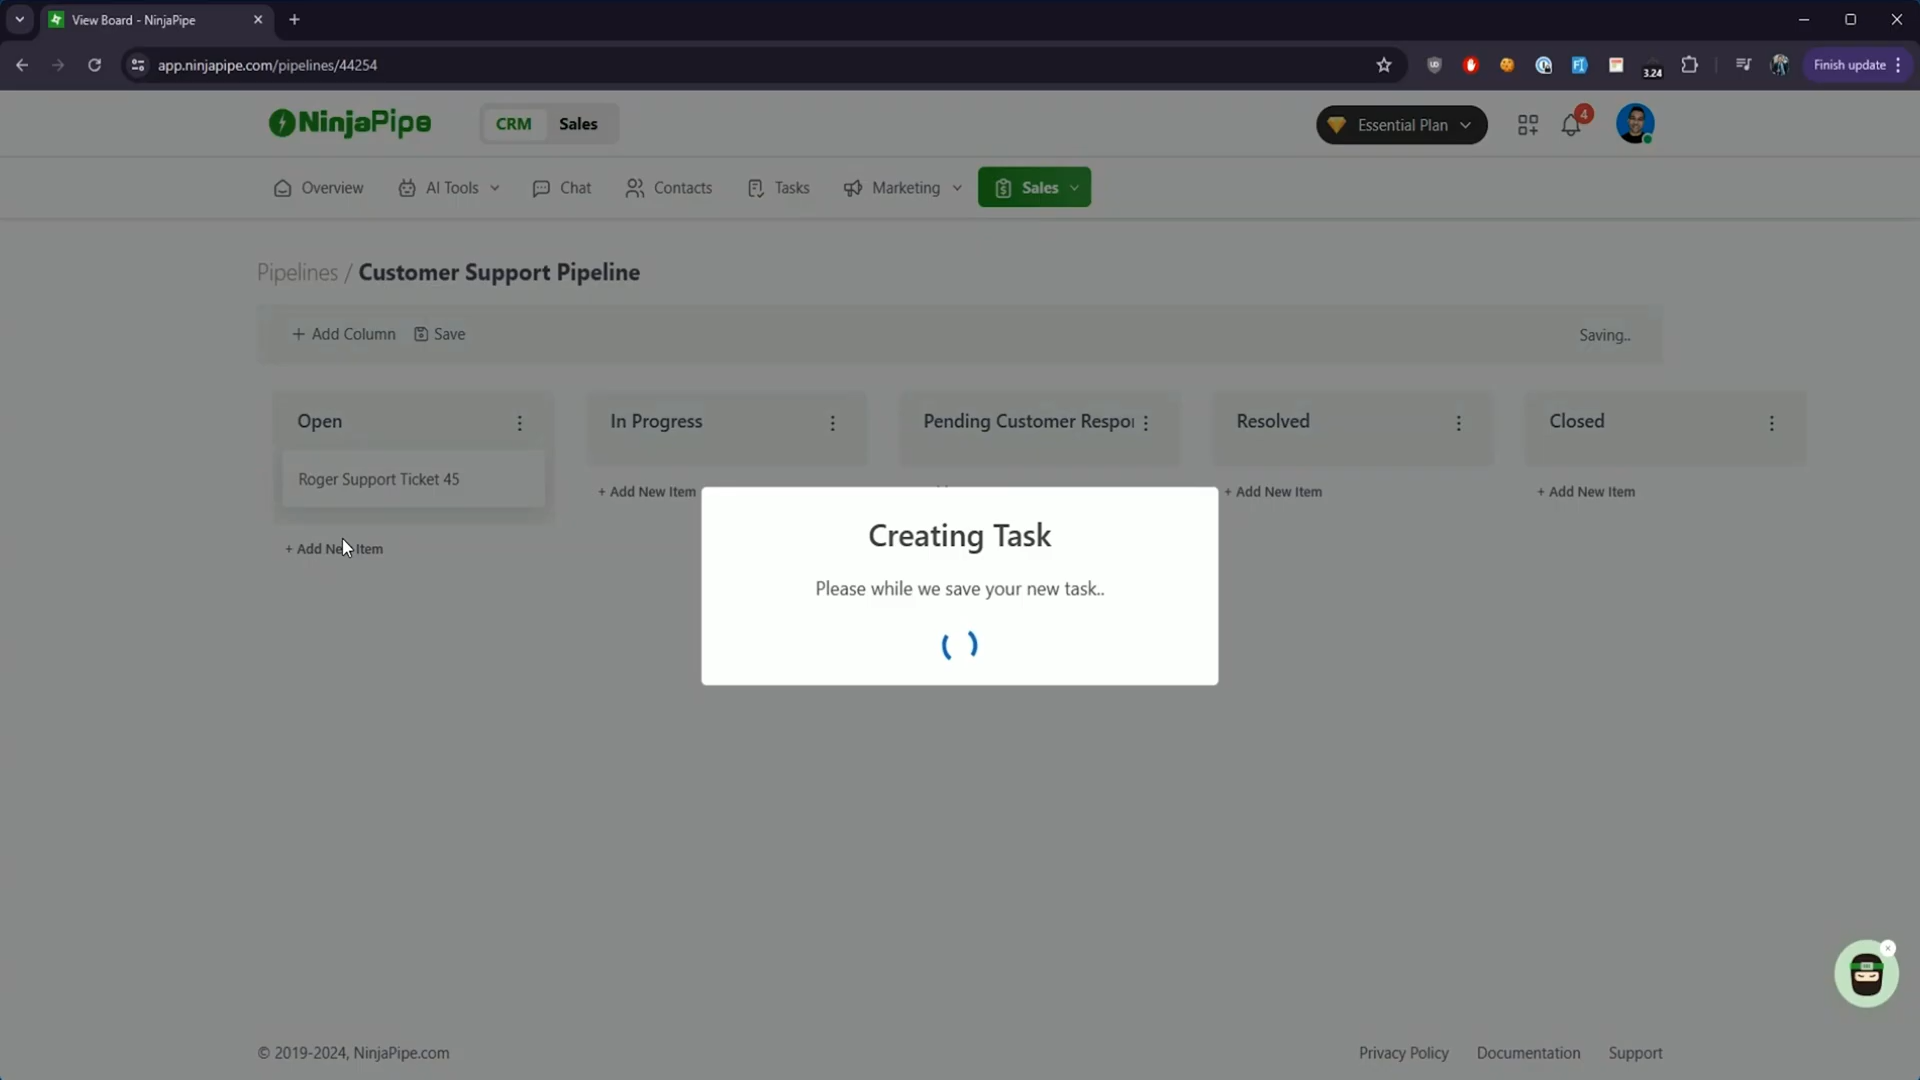 View Board - NinjaPipe
app.ninjapipe.com/pipelines/44254
3.24
Finish update
NinjaPipe
CRM
Sales
Essential Plan
4
Overview
AI Tools
Chat
Contacts
Tasks
Marketing
Sales
Pipelines / Customer Support Pipeline
+ Add Column
Save
Saving..
Open
In Progress
Pending Customer Respo
Resolved
Closed
Roger Support Ticket 45
+ Add New Item
+ Add New Item
+ Add New Item
+ Add New Item
Creating Task
Please while we save your new task..
© 2019-2024, NinjaPipe.com
Privacy Policy
Documentation
Support